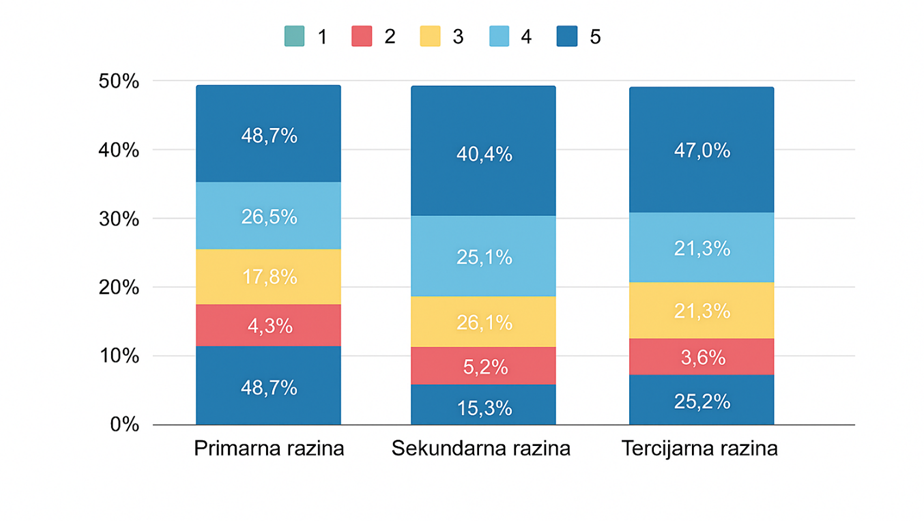 1 2 3 4 5
50%
40%
30%
20%
10%
0%
48,7% 40,4% 47,0%
26,5% 25,1% 21,3%
17,8% 26,1% 21,3%
4,3% 5,2% 3,6%
48,7% 15,3% 25,2%
Primarna razina Sekundarna razina Tercijarna razina